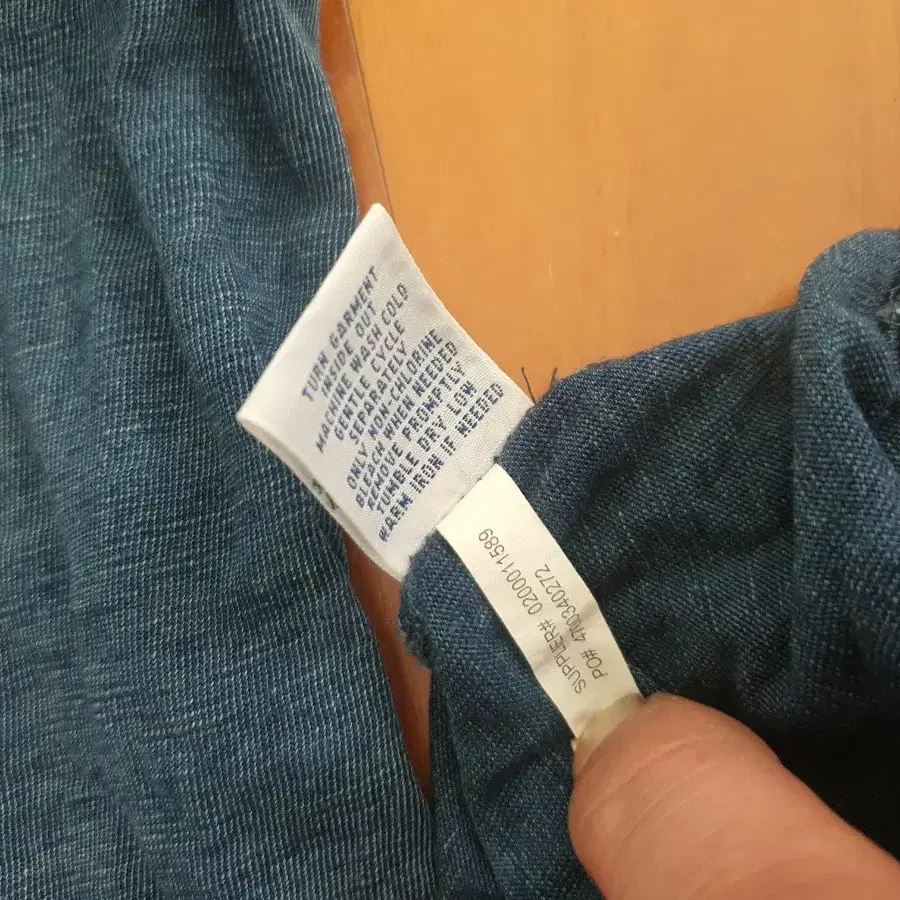 TURN GARMENT
INSIDE OUT
MACHINE WASH COLD
GENTLE CYCLE
SEPARATELY
ONLY NON-CHLORINE
BLEACH WHEN NEEDED
REMOVE PROMPTLY
TUMBLE DRY LOW
WARM IRON IF NEEDED
SUPPLIER# 0200011589
PO# 4700340272